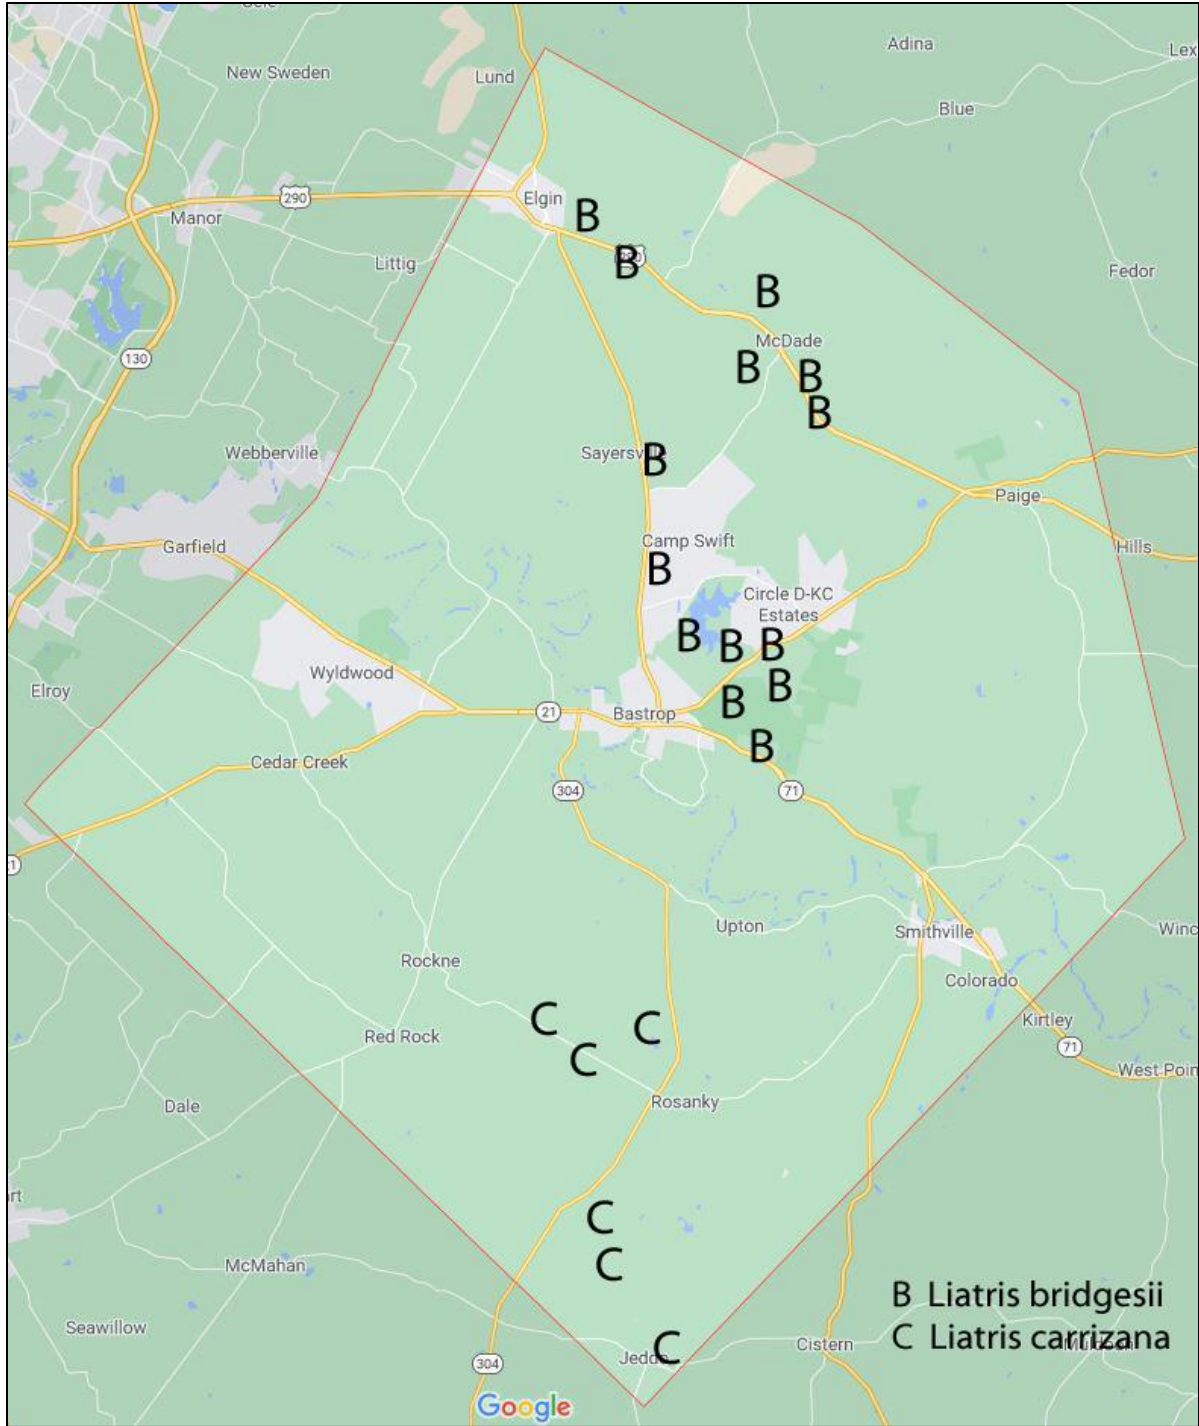 Adina
New Sweden
Lund
Lex
Blue
290
Elgin
B
Manor
Littig
B
Fedor
B
130
McDade
B
B
B
Webberville
Sayersville
B
Paige
Garfield
Camp Swift
Hills
B
Circle D-KC
Estates
B
B
B
Wyldwood
Elroy
B
B
21
Bastrop
B
Cedar Creek
304
71
Upton
Smithville
Winc
Rockne
Colorado
C
C
Kirtley
Red Rock
C
71
West Poin
Dale
Rosanky
rt
C
McMahan
C
B Liatris bridgesii
Seawillow
C Liatris carrizana
Cistern
C
Jeddo
304
Google